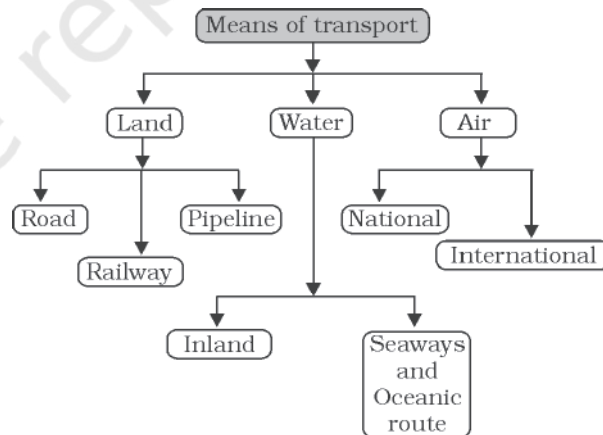 Means of transport
Land
Water
Air
Road
Pipeline
National
Railway
International
Inland
Seaways
and
Oceanic
route